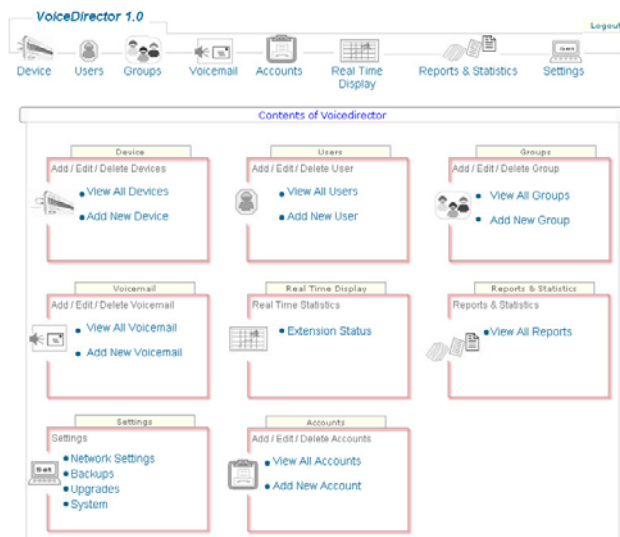 VoiceDirector 1.0
Logout
Device
Users
Groups
Voicemail
Accounts
Real Time
Display
Reports & Statistics
Settings
Contents of Voicedirector
Device
Add / Edit / Delete Devices
View All Devices
Add New Device
Users
Add / Edit / Delete User
View All Users
Add New User
Groups
Add / Edit / Delete Group
View All Groups
Add New Group
Voicemail
Add / Edit / Delete Voicemail
View All Voicemail
Add New Voicemail
Real Time Display
Real Time Statistics
Extension Status
Reports & Statistics
Reports & Statistics
View All Reports
Settings
Settings
Set
Network Settings
Backups
Upgrades
System
Accounts
Add / Edit / Delete Accounts
View All Accounts
Add New Account